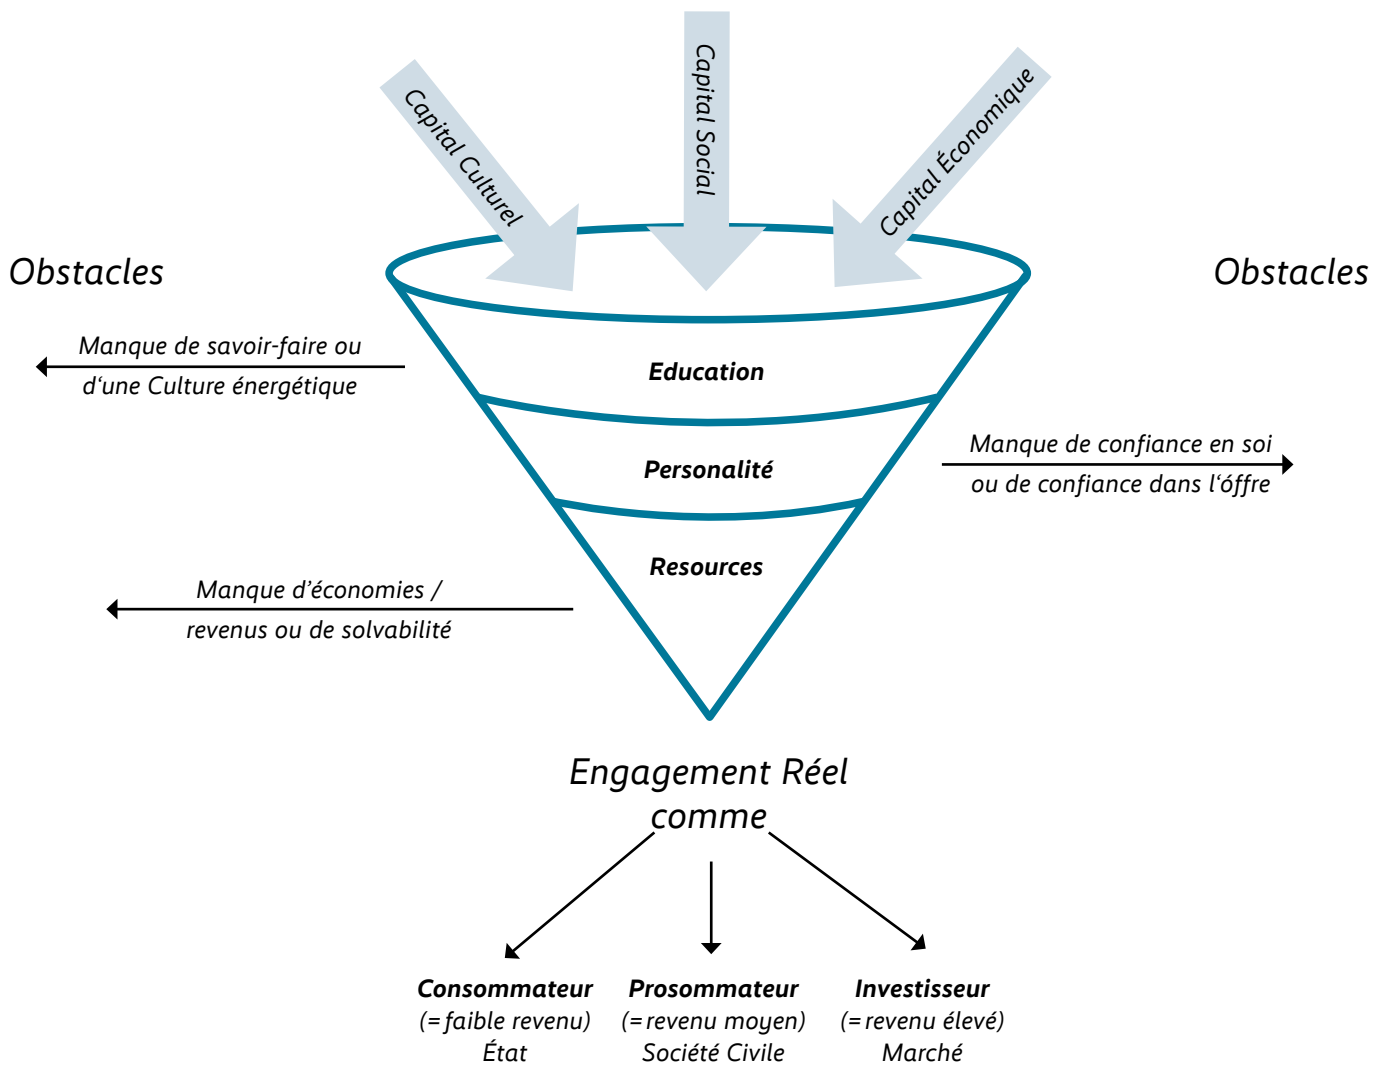 Capital Culturel
Capital Social
Capital Économique
Obstacles
Obstacles
Manque de savoir-faire ou
d‘une Culture énergétique
Education
Manque de confiance en soi
ou de confiance dans l‘óffre
Personalité
Resources
Manque d’économies /
revenus ou de solvabilité
Engagement Réel
comme
Consommateur
(= faible revenu)
État
Prosommateur
(= revenu moyen)
Société Civile
Investisseur
(= revenu élevé)
Marché